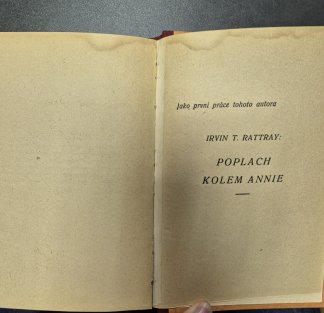 Jako první práce tohoto autora
IRVIN T. RATTRAY:
POPLACH
KOLEM ANNIE